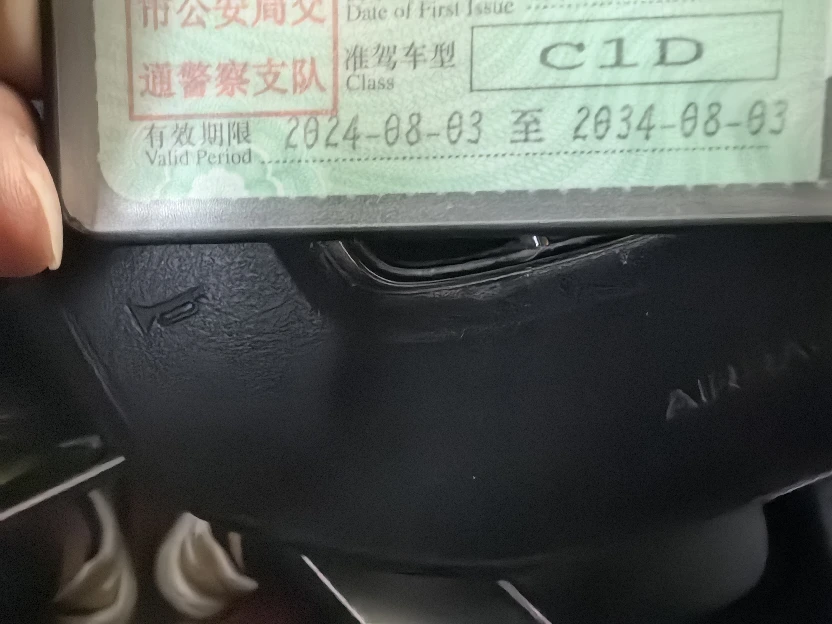 市公安局交
通警察支队
Date of First Issue
准驾车型
Class
C1D
有效期限 2024-08-03 至 2034-08-03
Valid Period
AIRBAG